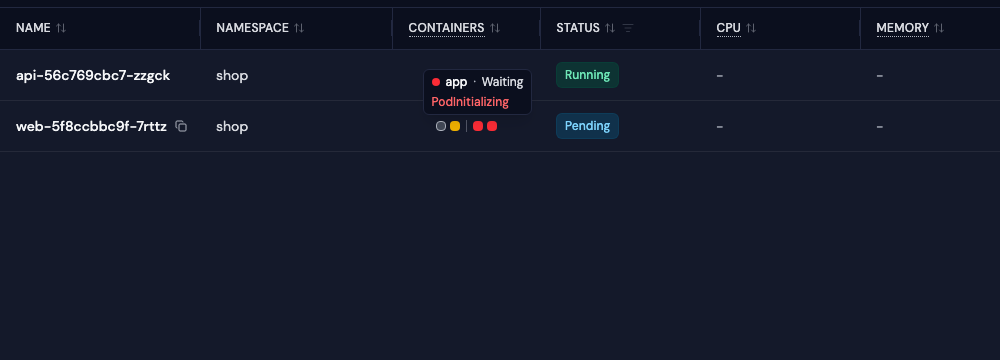 NAME NAMESPACE CONTAINERS STATUS CPU MEMORY
api-56c769cbc7-zzgck shop Running - -
app · Waiting
PodInitializing
web-5f8ccbbc9f-7rttz shop Pending - -